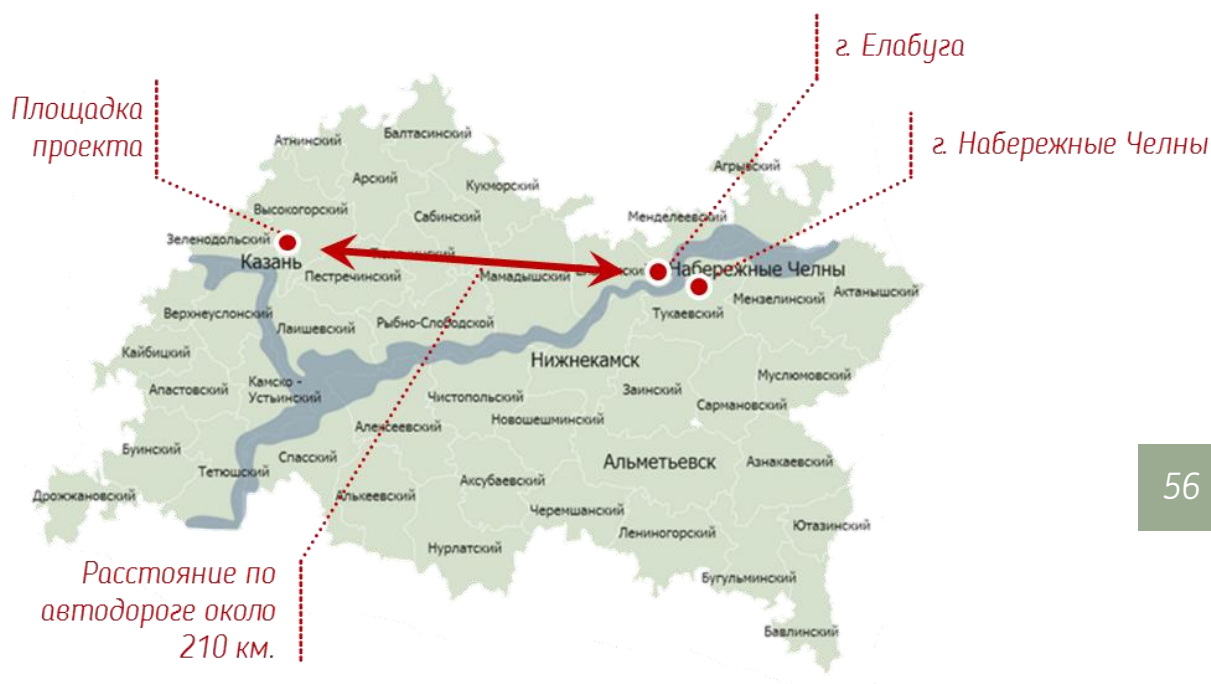 г. Елабуга
Площадка
проекта
г. Набережные Челны
Балтасинский
Атнинский
Агрызский
Арский
Кукморский
Высокогорский
Сабинский
Менделеевский
Зеленодольский
Казань
Пестречинский
Мамадышский
Набережные Челны
Мензелинский
Актанышский
Тукаевский
Верхнеуслонский
Лаишевский
Рыбно-Слободской
Кайбицкий
Нижнекамск
Муслюмовский
Апастовский
Камско -
Устьинский
Чистопольский
Заинский
Сармановский
Новошешминский
Алексеевский
Буинский
Спасский
Тетюшский
Альметьевск
Азнакаевский
Дрожжановский
Алькеевский
Аксубаевский
Черемшанский
Ютазинский
Лениногорский
Нурлатский
Бугульминский
Бавлинский
56
Расстояние по
автодороге около
210 км.